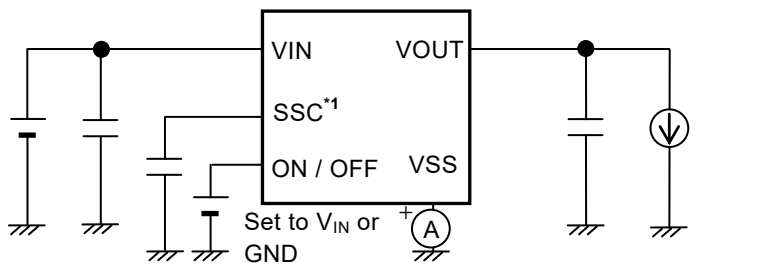 VIN
VOUT
SSC*1
ON / OFF
VSS
Set to VIN or
GND
+
A